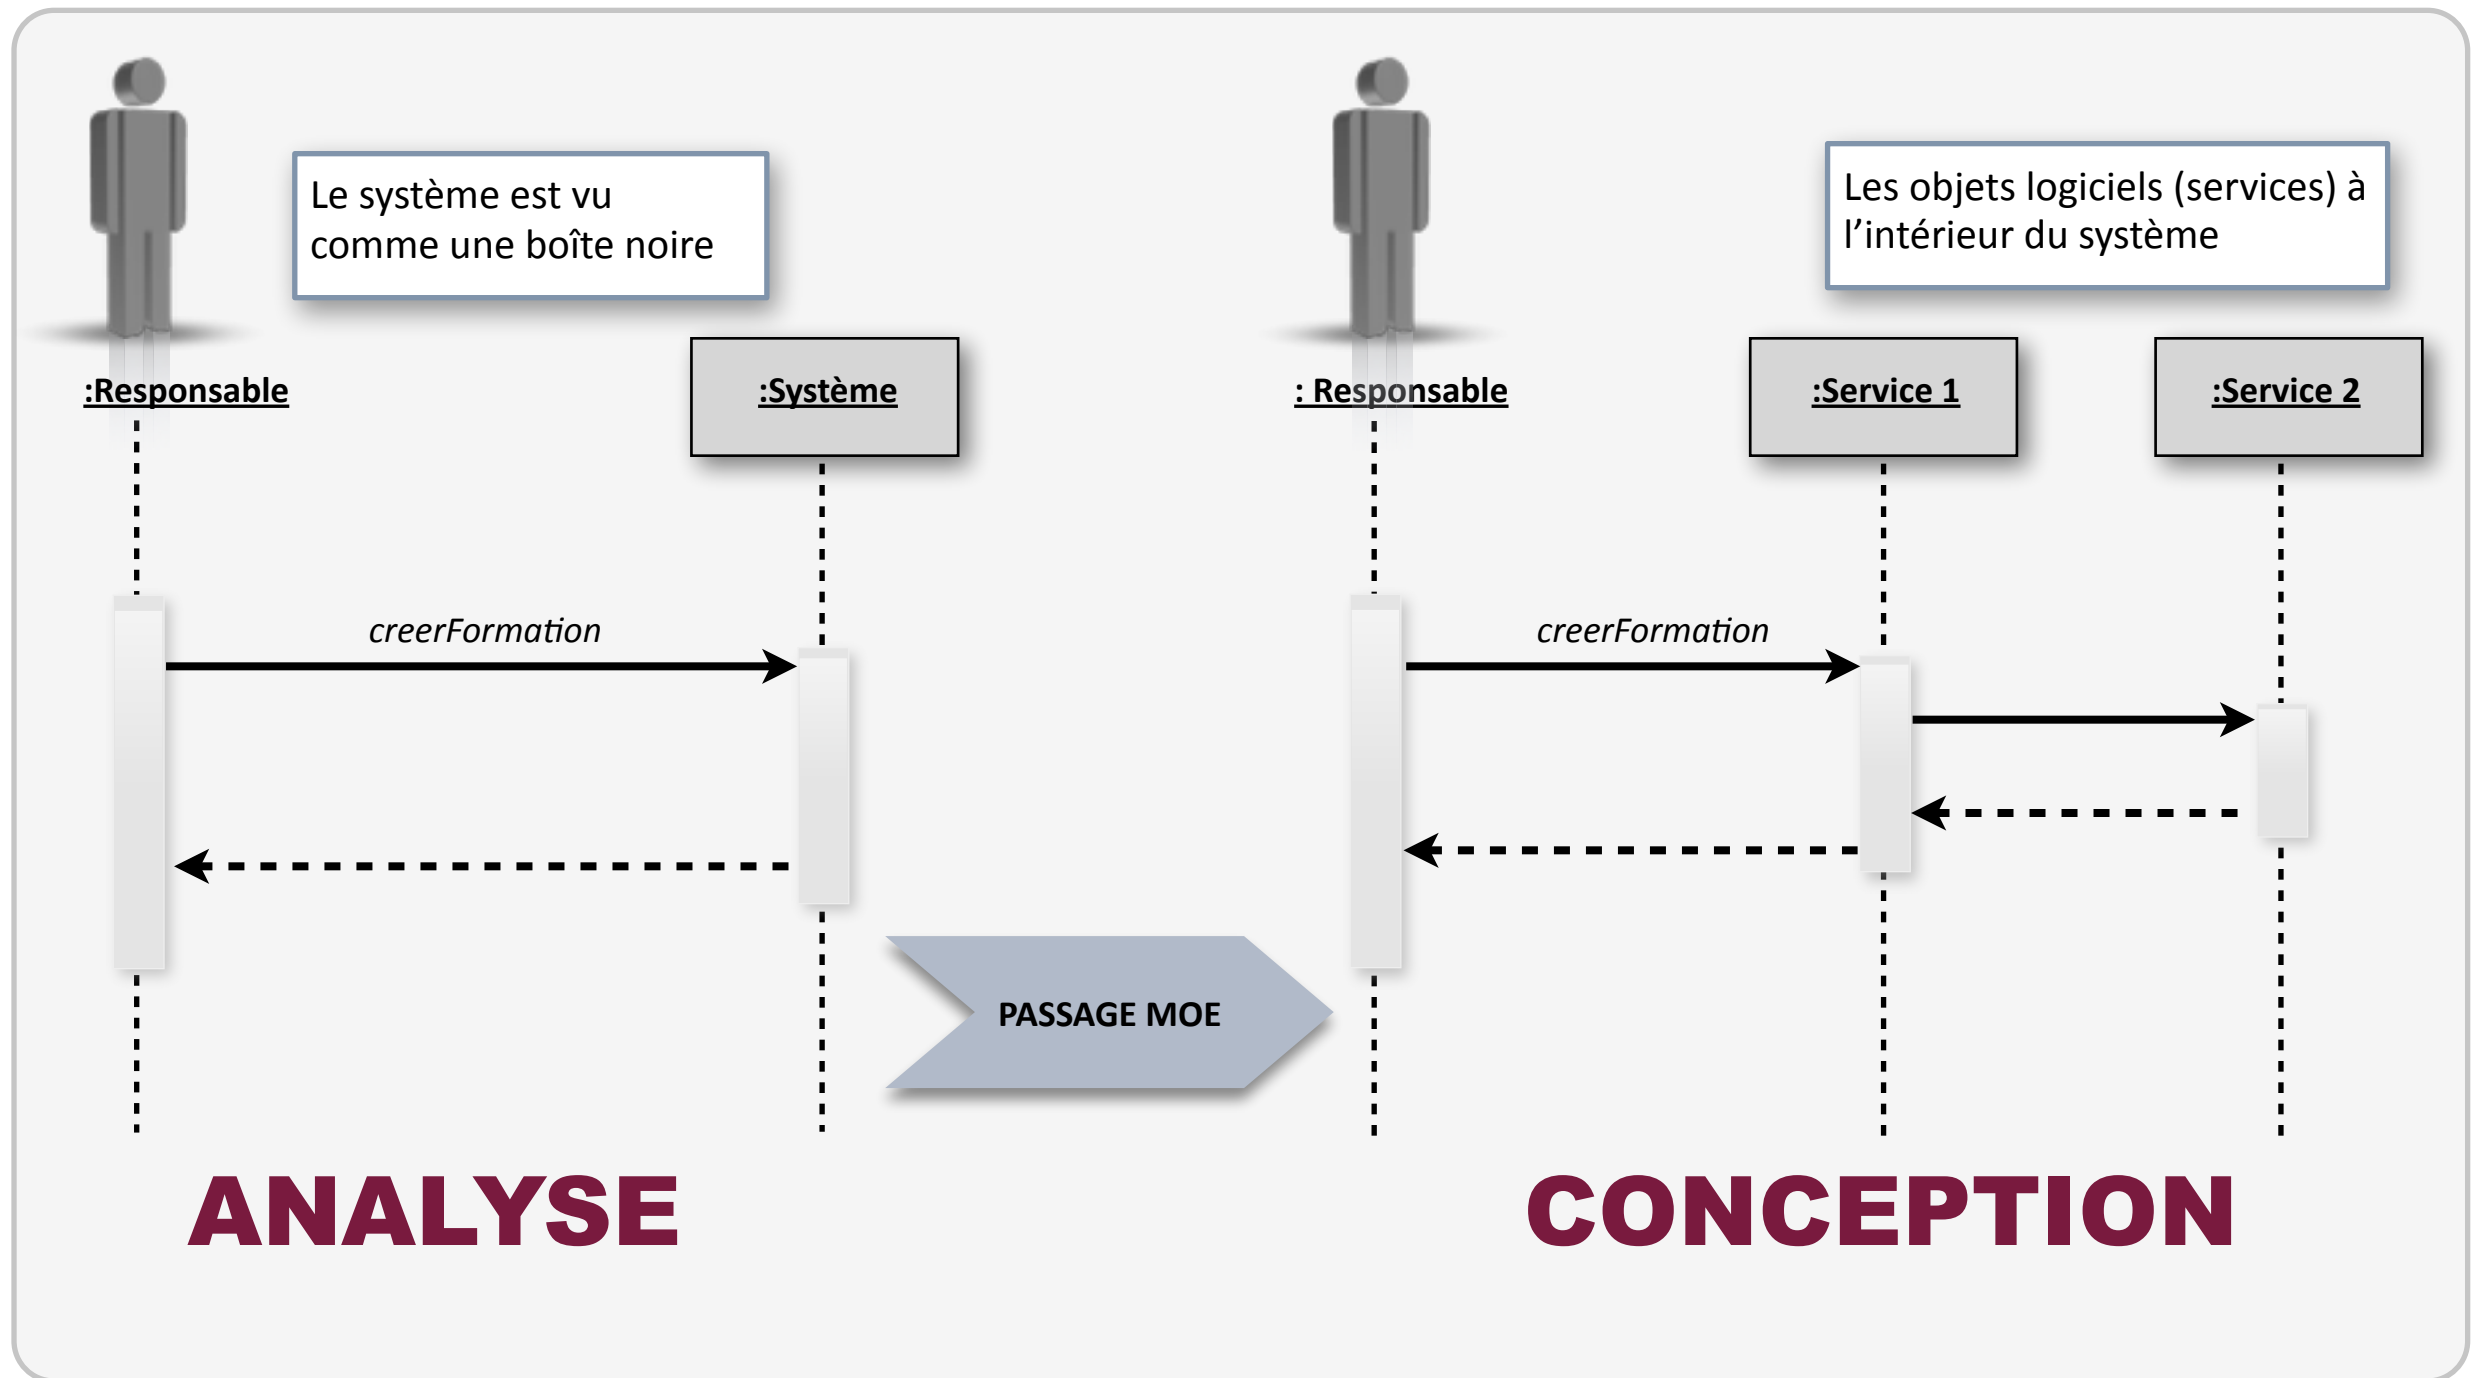 Le système est vu
comme une boîte noire
Les objets logiciels (services) à
l’intérieur du système
:Responsable
:Système
: Responsable
:Service 1
:Service 2
creerFormation
creerFormation
PASSAGE MOE
ANALYSE
CONCEPTION